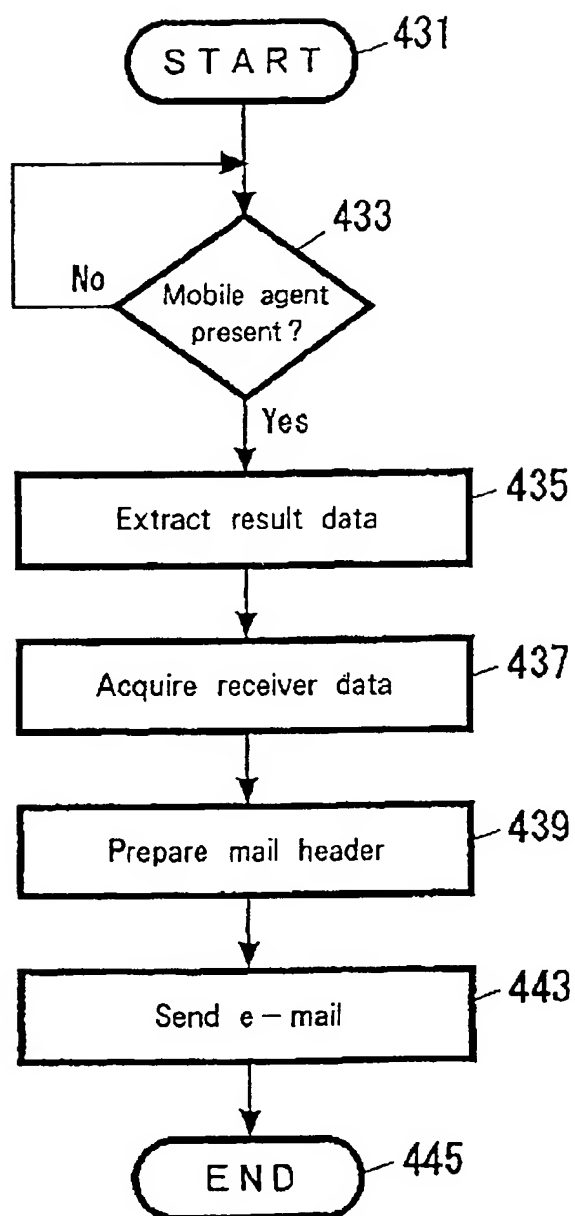 START
431
433
No
Mobile agent
present?
Yes
Extract result data
435
Acquire receiver data
437
Prepare mail header
439
Send e-mail
443
END
445